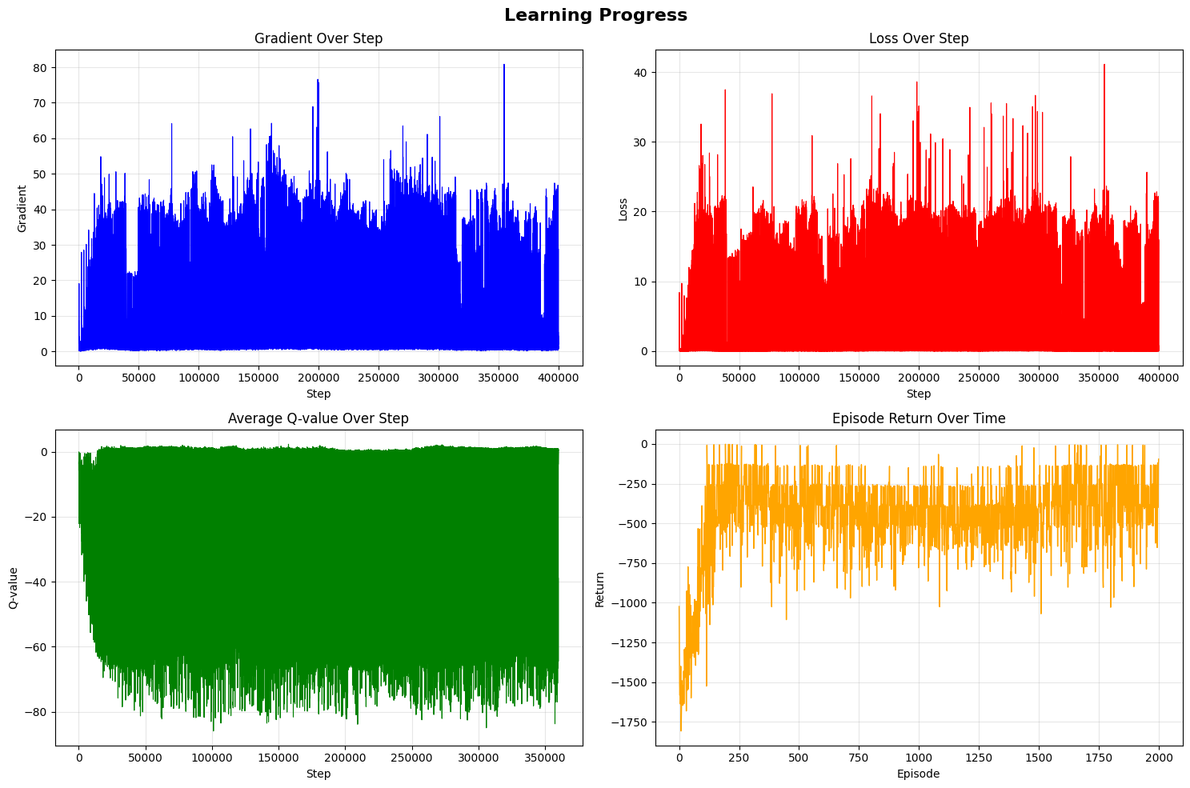 Learning Progress
Gradient Over Step
Gradient
80
70
60
50
40
30
20
10
0
0 50000 100000 150000 200000 250000 300000 350000 400000
Step
Loss Over Step
Loss
40
30
20
10
0
0 50000 100000 150000 200000 250000 300000 350000 400000
Step
Average Q-value Over Step
Q-value
0
−20
−40
−60
−80
0 50000 100000 150000 200000 250000 300000 350000
Step
Episode Return Over Time
Return
0
−250
−500
−750
−1000
−1250
−1500
−1750
0 250 500 750 1000 1250 1500 1750 2000
Episode